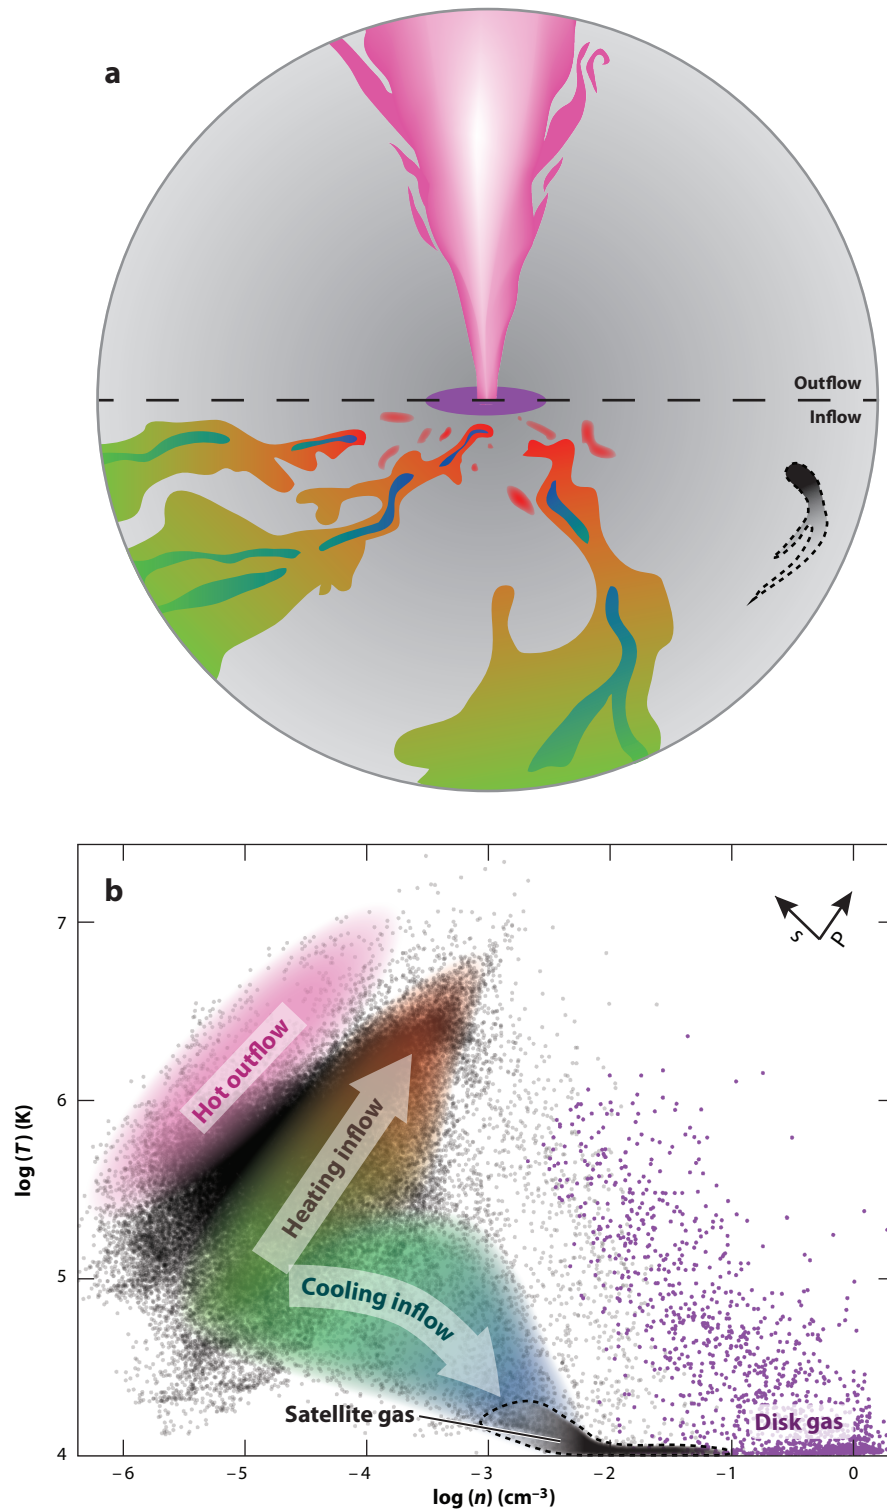 a
Outflow
Inflow
b
s P
7
6
5
4
log (T) (K)
Hot outflow
Heating inflow
Cooling inflow
Satellite gas
Disk gas
−6 −5 −4 −3 −2 −1 0
log (n) (cm⁻³)